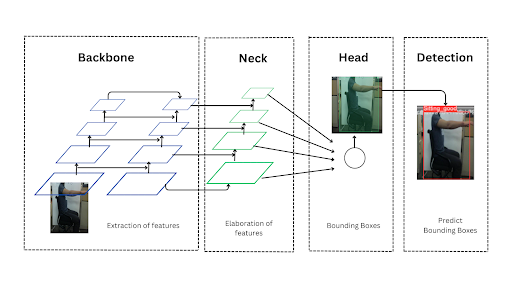 Backbone
Neck
Head
Detection
Sitting_good
Extraction of features
Elaboration of
features
Bounding Boxes
Predict
Bounding Boxes